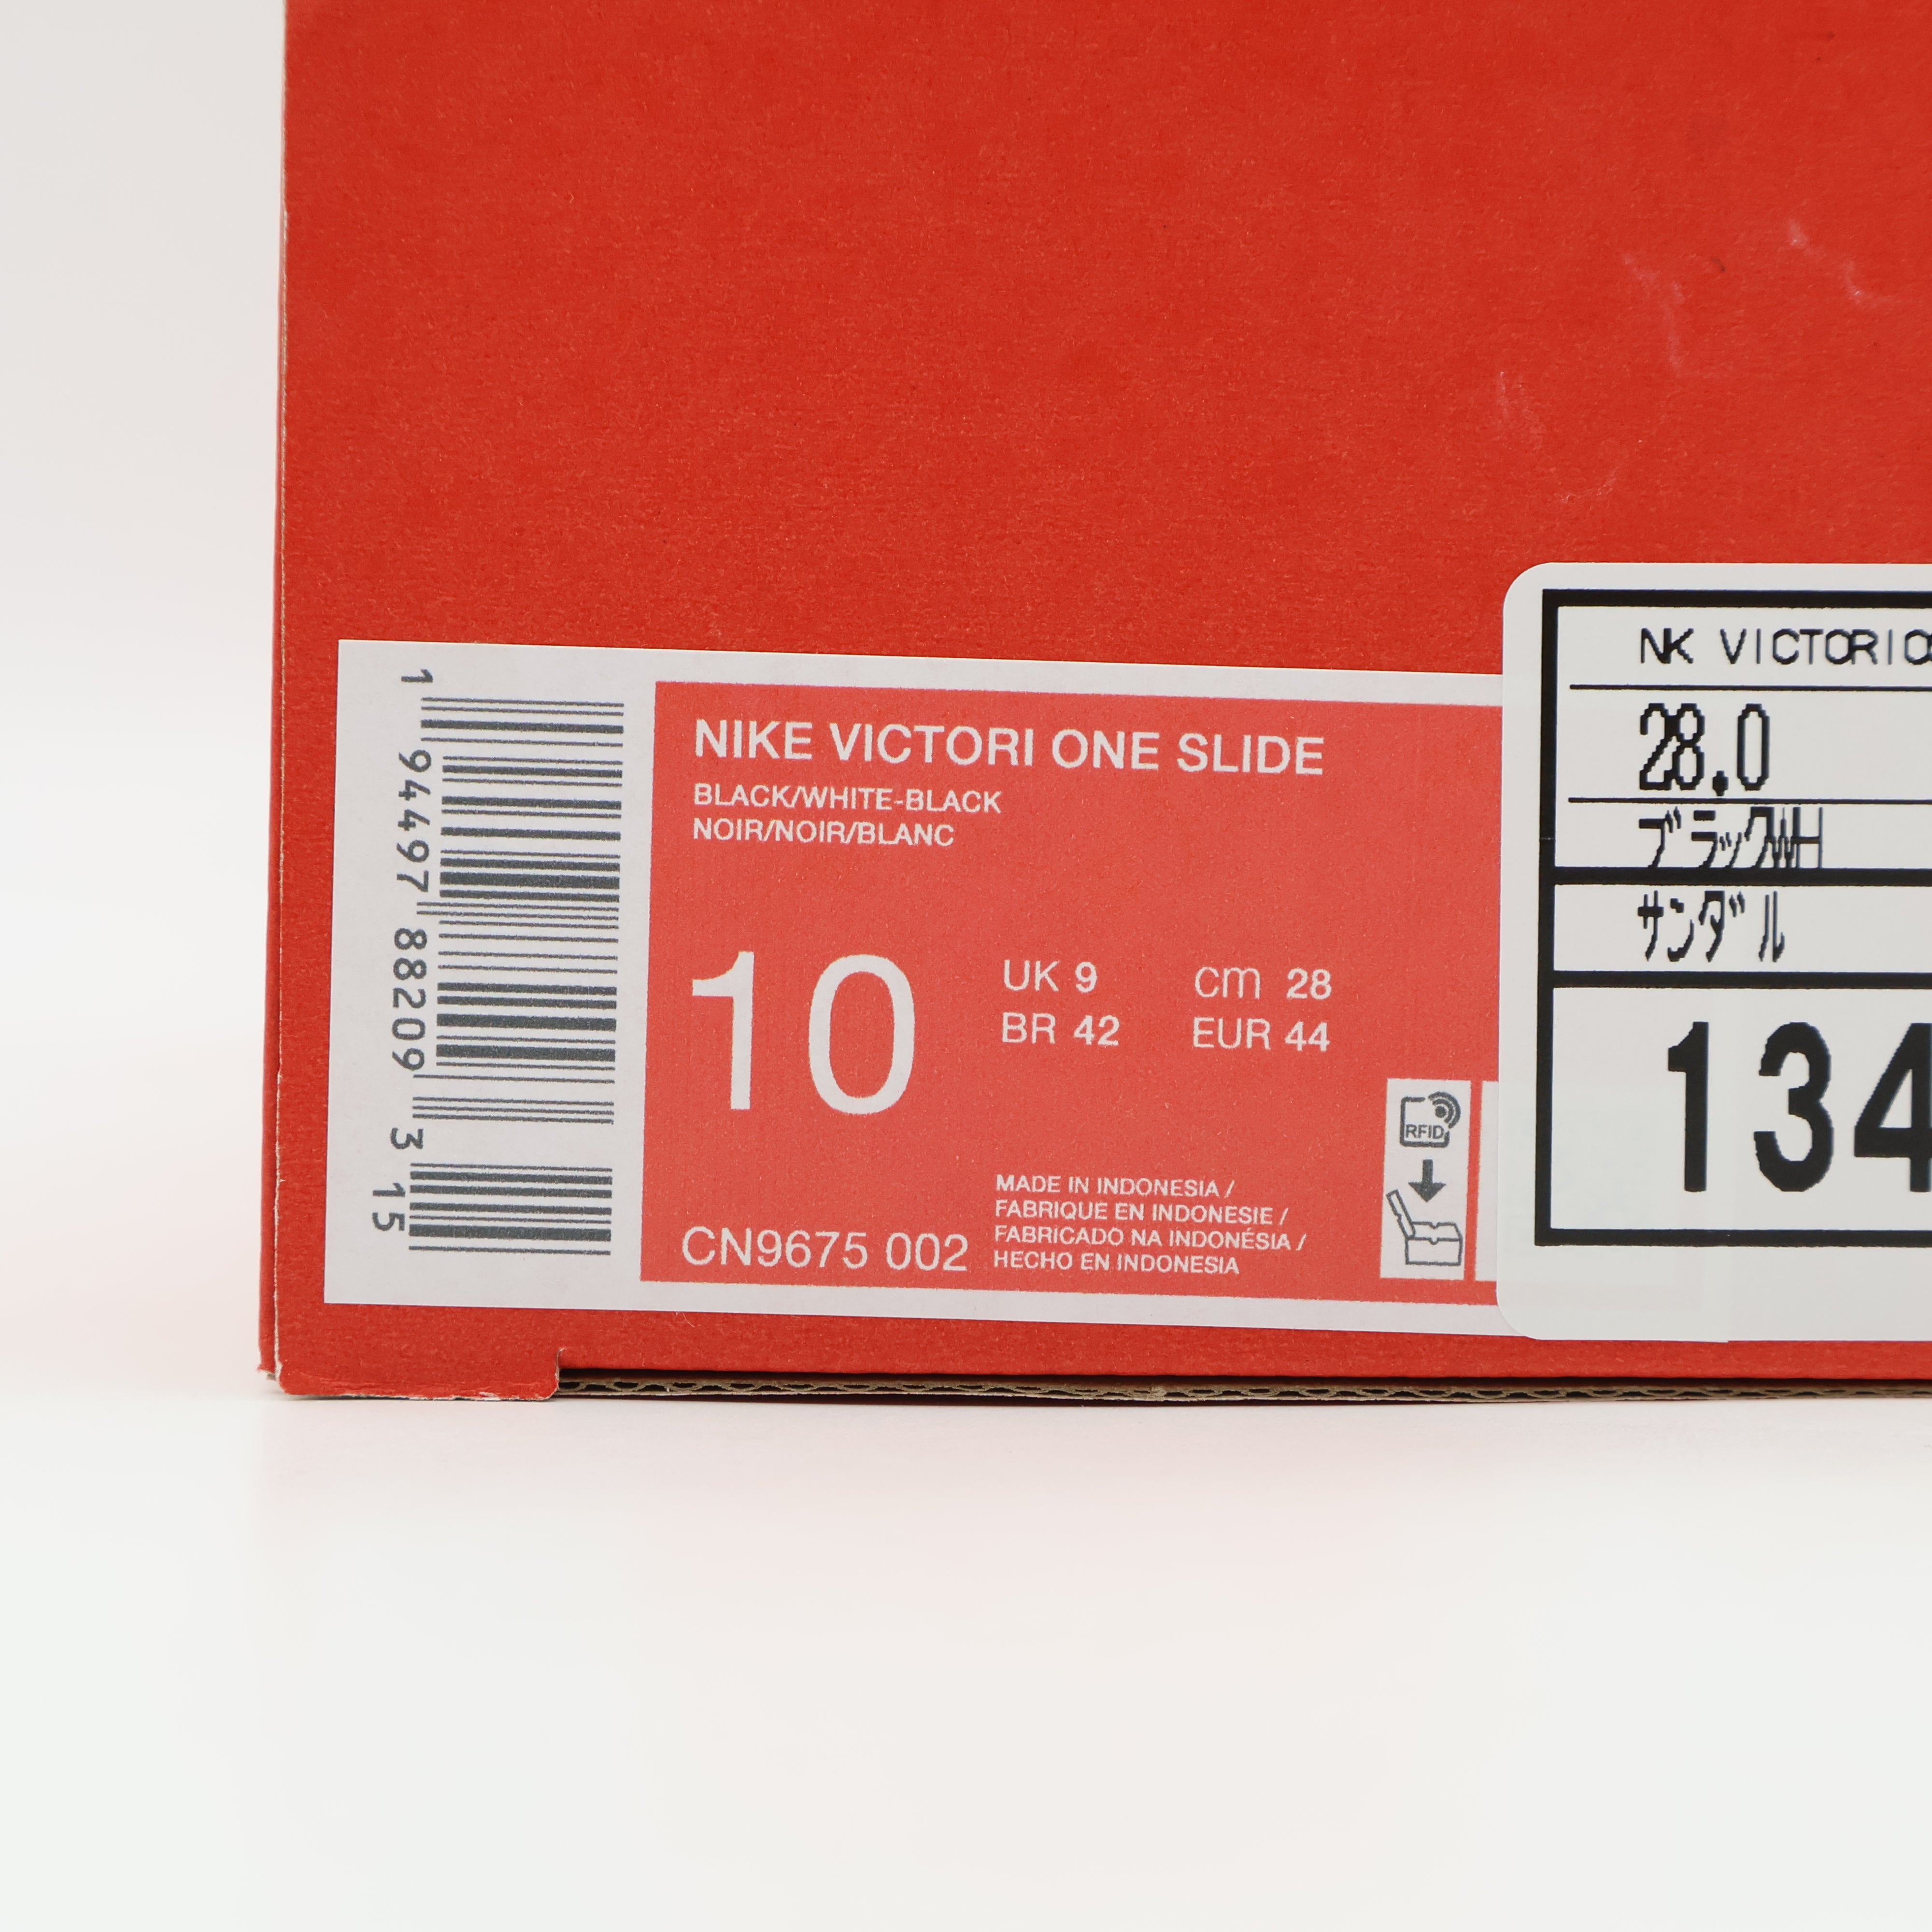 1 94497 88209 3 15
NIKE VICTORI ONE SLIDE
BLACK/WHITE-BLACK
NOIR/NOIR/BLANC
10
UK 9 cm 28
BR 42 EUR 44
CN9675 002
MADE IN INDONESIA /
FABRIQUE EN INDONESIE /
FABRICADO NA INDONÉSIA /
HECHO EN INDONESIA
RFID
NK VICTORI
28.0
ブラックWH
サンダル
134